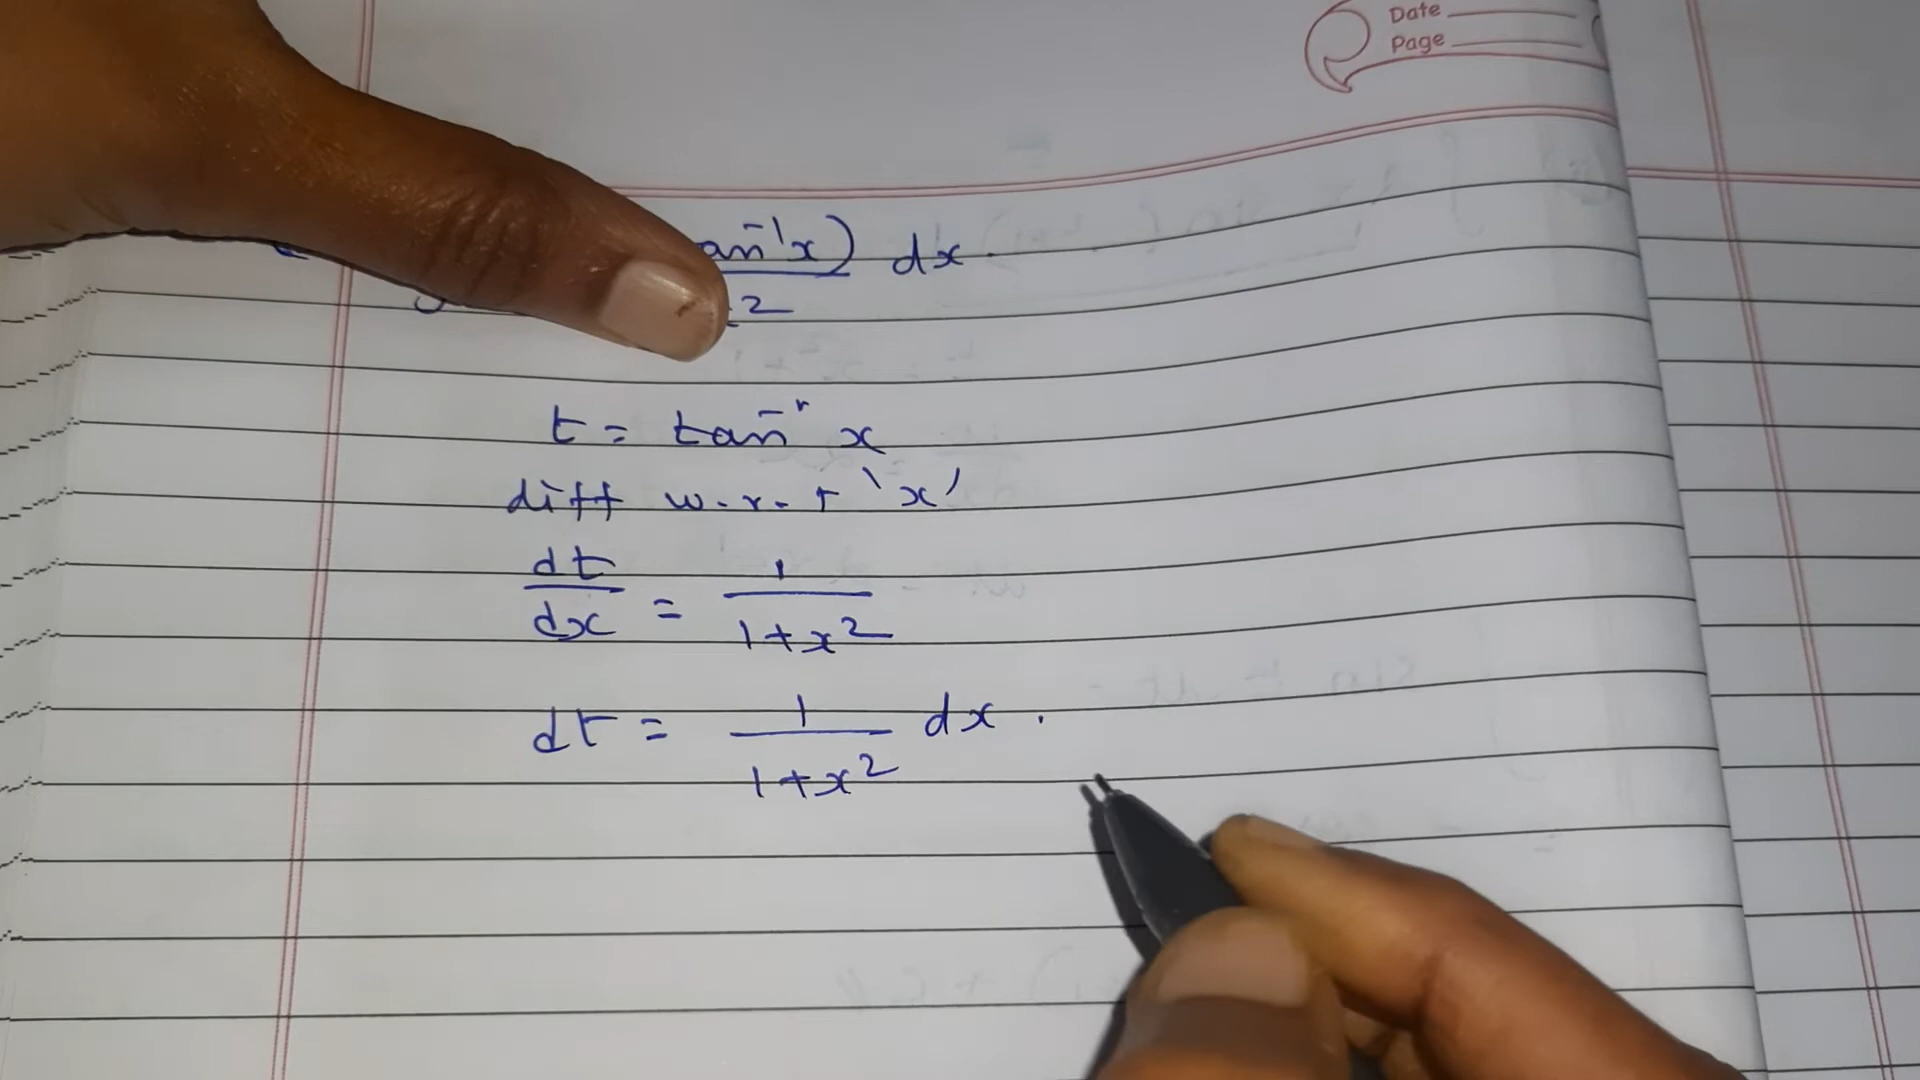 Date
Page
an⁻¹x) dx.
2
t = tan⁻¹ x
diff w.r.t 'x'
dt/dx = 1/1+x²
dt = 1/1+x² dx.